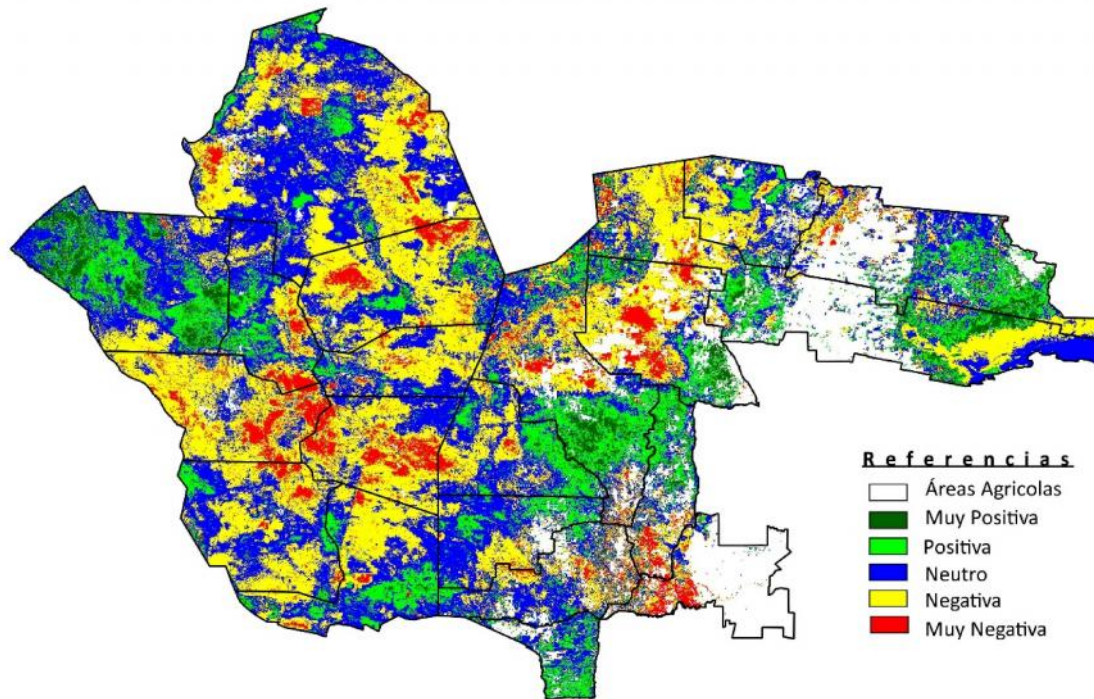 Referencias
Áreas Agricolas
Muy Positiva
Positiva
Neutro
Negativa
Muy Negativa